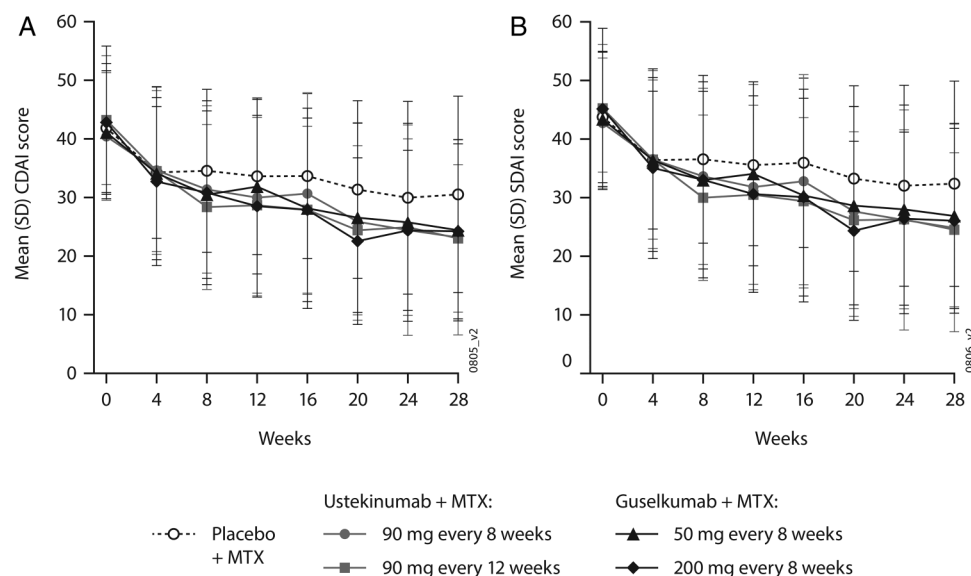 A
60
50
40
30
20
10
0
Mean (SD) CDAI score
0 4 8 12 16 20 24 28
Weeks
0805_v2
B
60
50
40
30
20
10
0
Mean (SD) SDAI score
0 4 8 12 16 20 24 28
Weeks
0806_v2
Placebo
+ MTX
Ustekinumab + MTX:
90 mg every 8 weeks
90 mg every 12 weeks
Guselkumab + MTX:
50 mg every 8 weeks
200 mg every 8 weeks